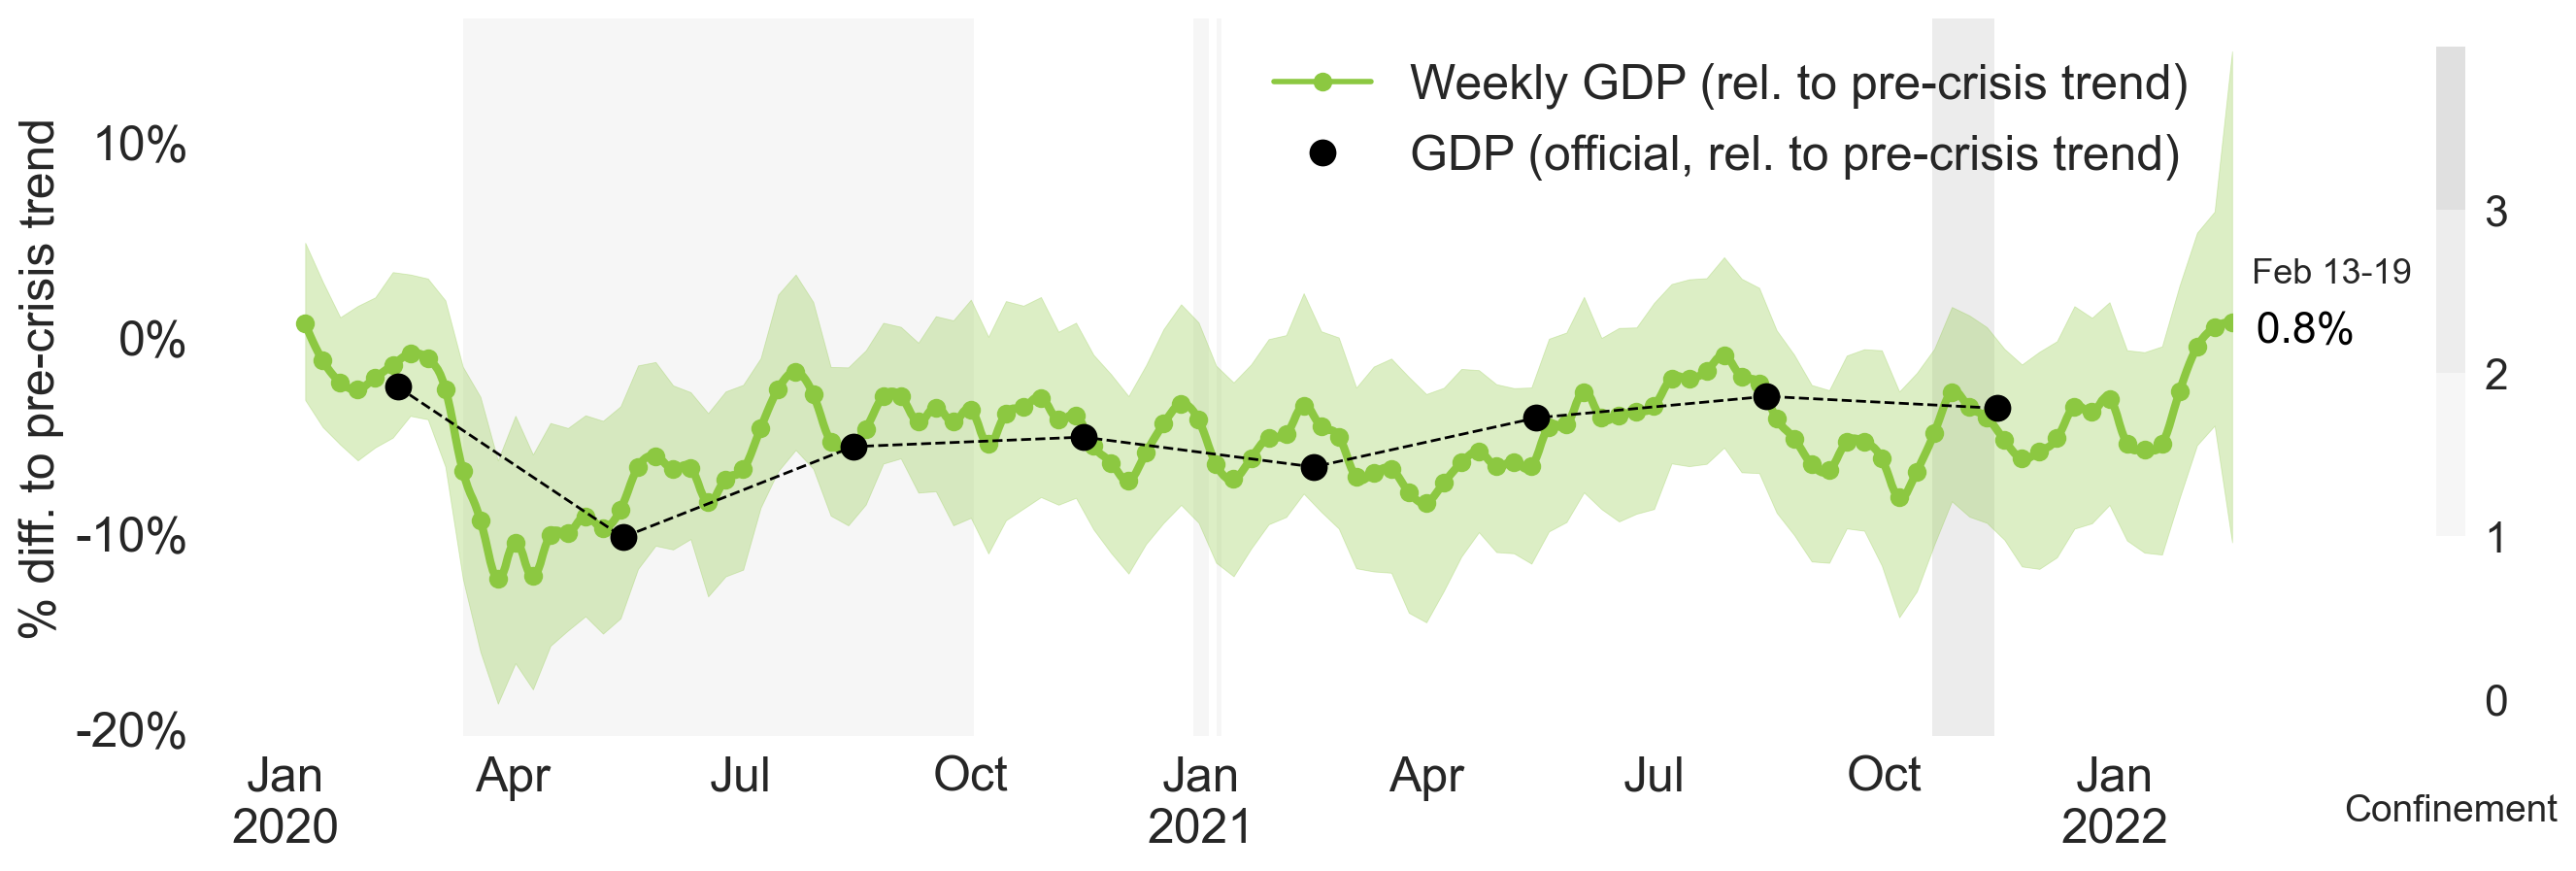 Weekly GDP (rel. to pre-crisis trend)
GDP (official, rel. to pre-crisis trend)
% diff. to pre-crisis trend
10%
0%
-10%
-20%
Feb 13-19
0.8%
3
2
1
0
Jan Apr Jul Oct Jan Apr Jul Oct Jan
2020 2021 2022
Confinement